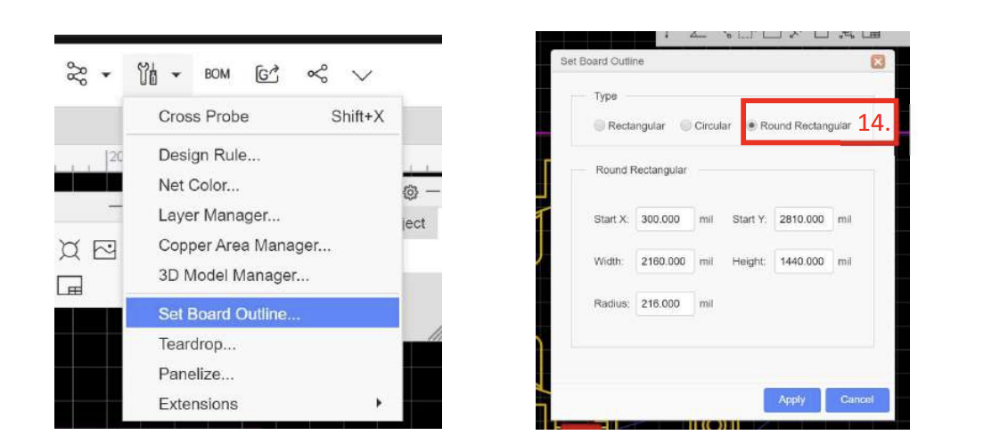 BOM
Cross Probe Shift+X
20
Design Rule...
Net Color...
Layer Manager...
ject
Copper Area Manager...
3D Model Manager...
Set Board Outline...
Teardrop...
Panelize...
Extensions
Set Board Outline
Type
Rectangular Circular Round Rectangular 14.
Round Rectangular
Start X: 300.000 mil Start Y: 2810.000 mil
Width: 2160.000 mil Height: 1440.000 mil
Radius: 216.000 mil
Apply Cancel